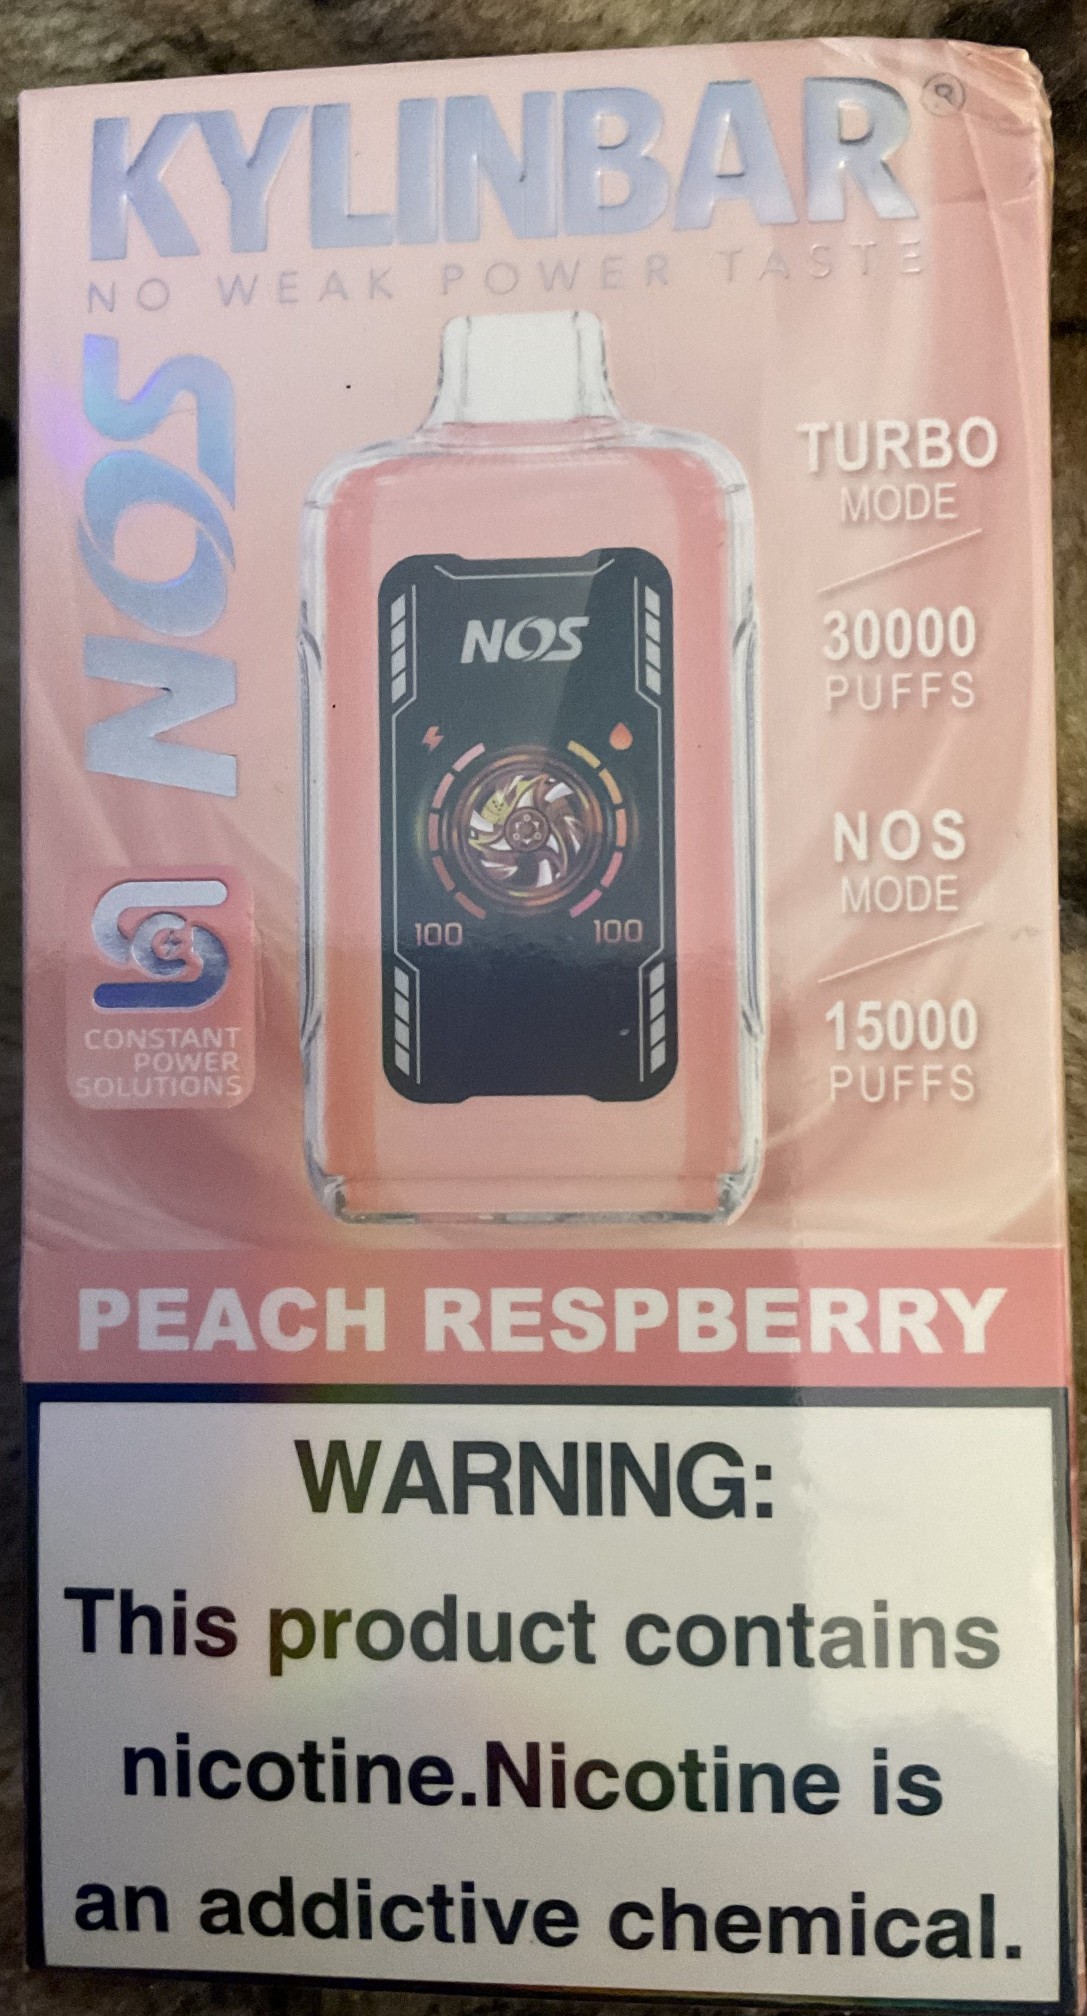 KYLINBAR®
NO WEAK POWER TASTE
NOS
CONSTANT
POWER
SOLUTIONS
NOS
100
100
TURBO
MODE
30000
PUFFS
NOS
MODE
15000
PUFFS
PEACH RESPBERRY
WARNING:
This product contains
nicotine.Nicotine is
an addictive chemical.